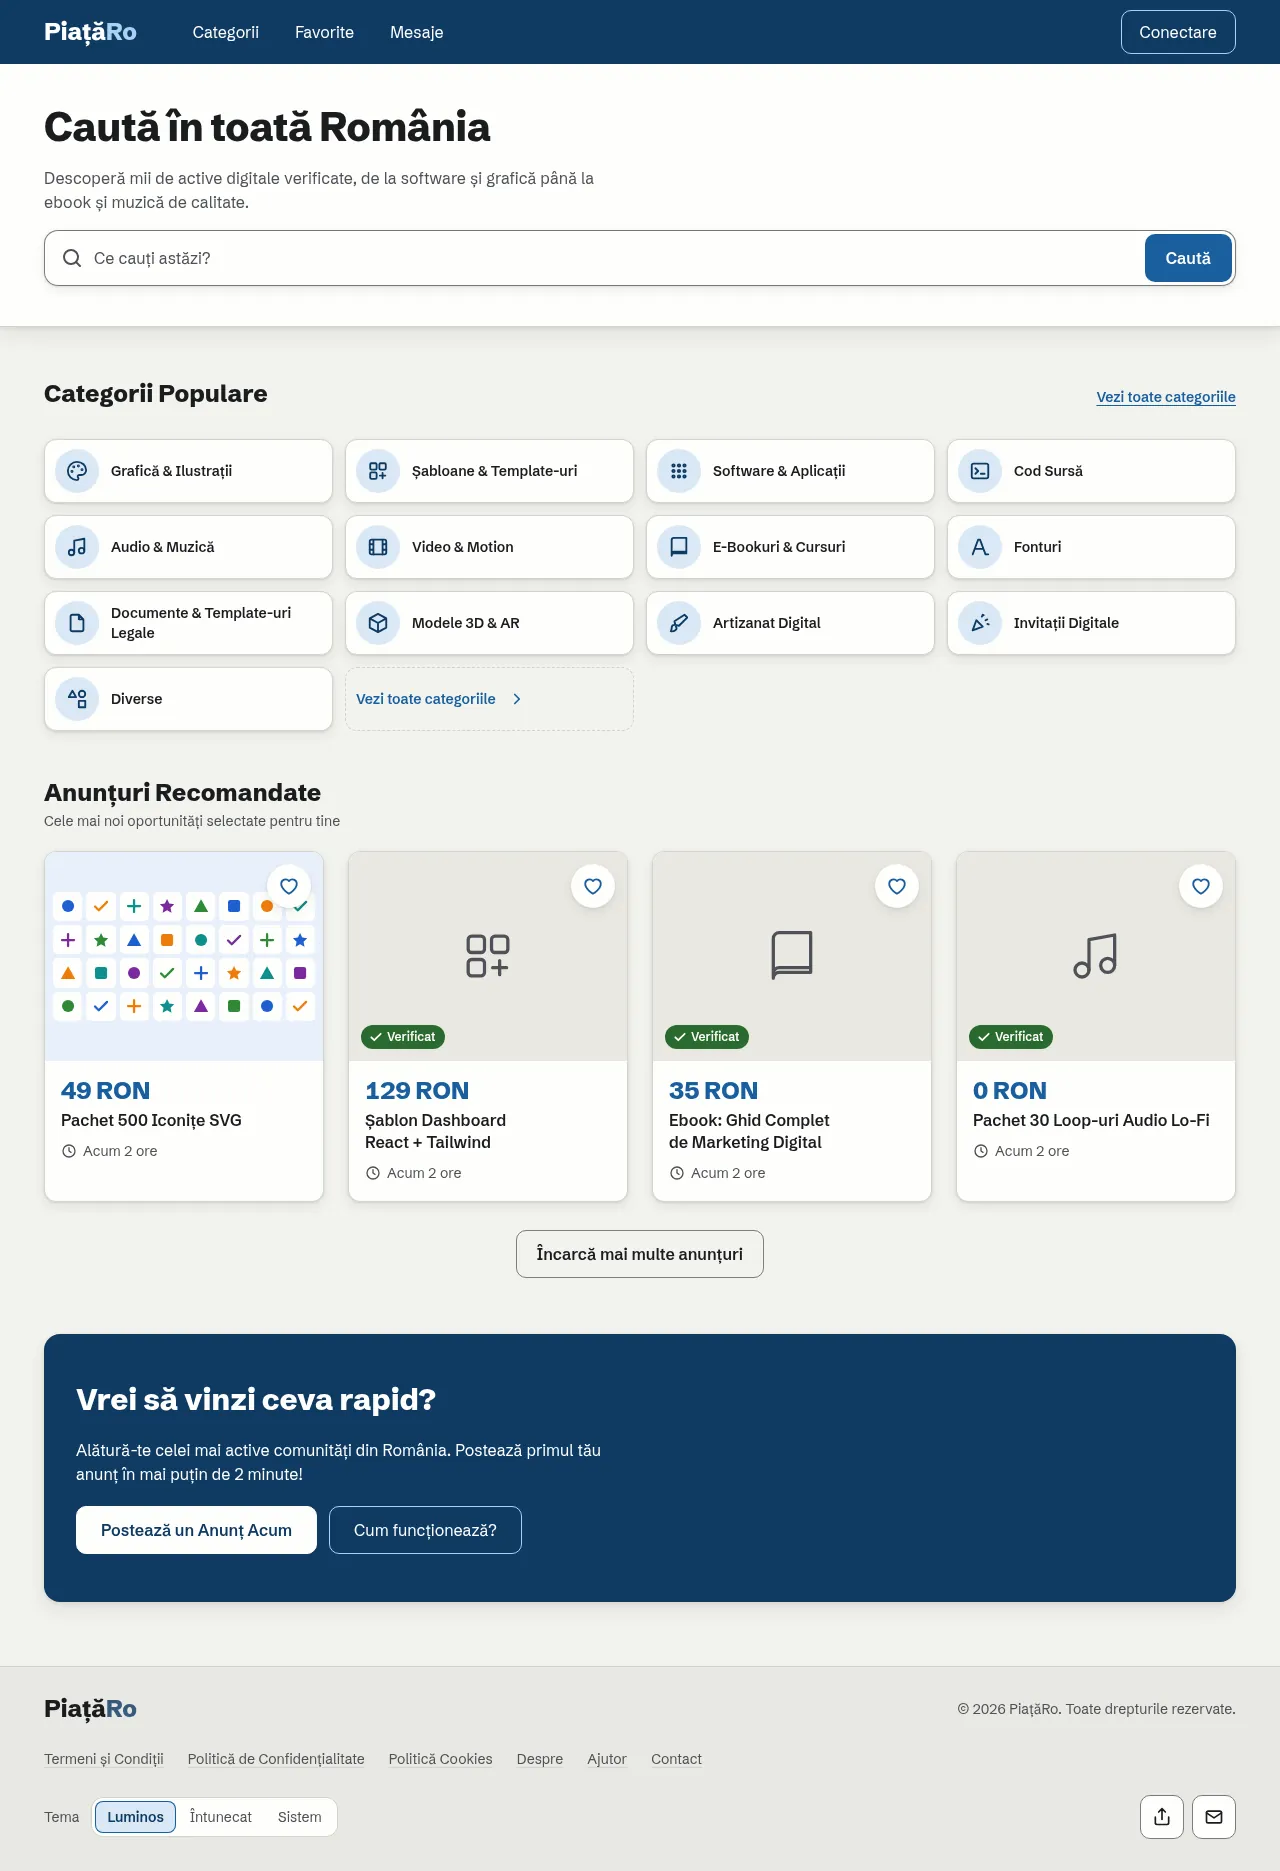 PiațăRo
Categorii
Favorite
Mesaje
Conectare
Caută în toată România
Descoperă mii de active digitale verificate, de la software și grafică până la
ebook și muzică de calitate.
Ce cauți astăzi?
Caută
Categorii Populare
Vezi toate categoriile
Grafică & Ilustrații
Șabloane & Template-uri
Software & Aplicații
Cod Sursă
Audio & Muzică
Video & Motion
E-Bookuri & Cursuri
Fonturi
Documente & Template-uri
Legale
Modele 3D & AR
Artizanat Digital
Invitații Digitale
Diverse
Vezi toate categoriile
Anunțuri Recomandate
Cele mai noi oportunități selectate pentru tine
49 RON
Pachet 500 Iconițe SVG
Acum 2 ore
Verificat
129 RON
Șablon Dashboard
React + Tailwind
Acum 2 ore
Verificat
35 RON
Ebook: Ghid Complet
de Marketing Digital
Acum 2 ore
Verificat
0 RON
Pachet 30 Loop-uri Audio Lo-Fi
Acum 2 ore
Încarcă mai multe anunțuri
Vrei să vinzi ceva rapid?
Alătură-te celei mai active comunități din România. Postează primul tău
anunț în mai puțin de 2 minute!
Postează un Anunț Acum
Cum funcționează?
PiațăRo
© 2026 PiațăRo. Toate drepturile rezervate.
Termeni și Condiții
Politică de Confidențialitate
Politică Cookies
Despre
Ajutor
Contact
Tema
Luminos
Întunecat
Sistem